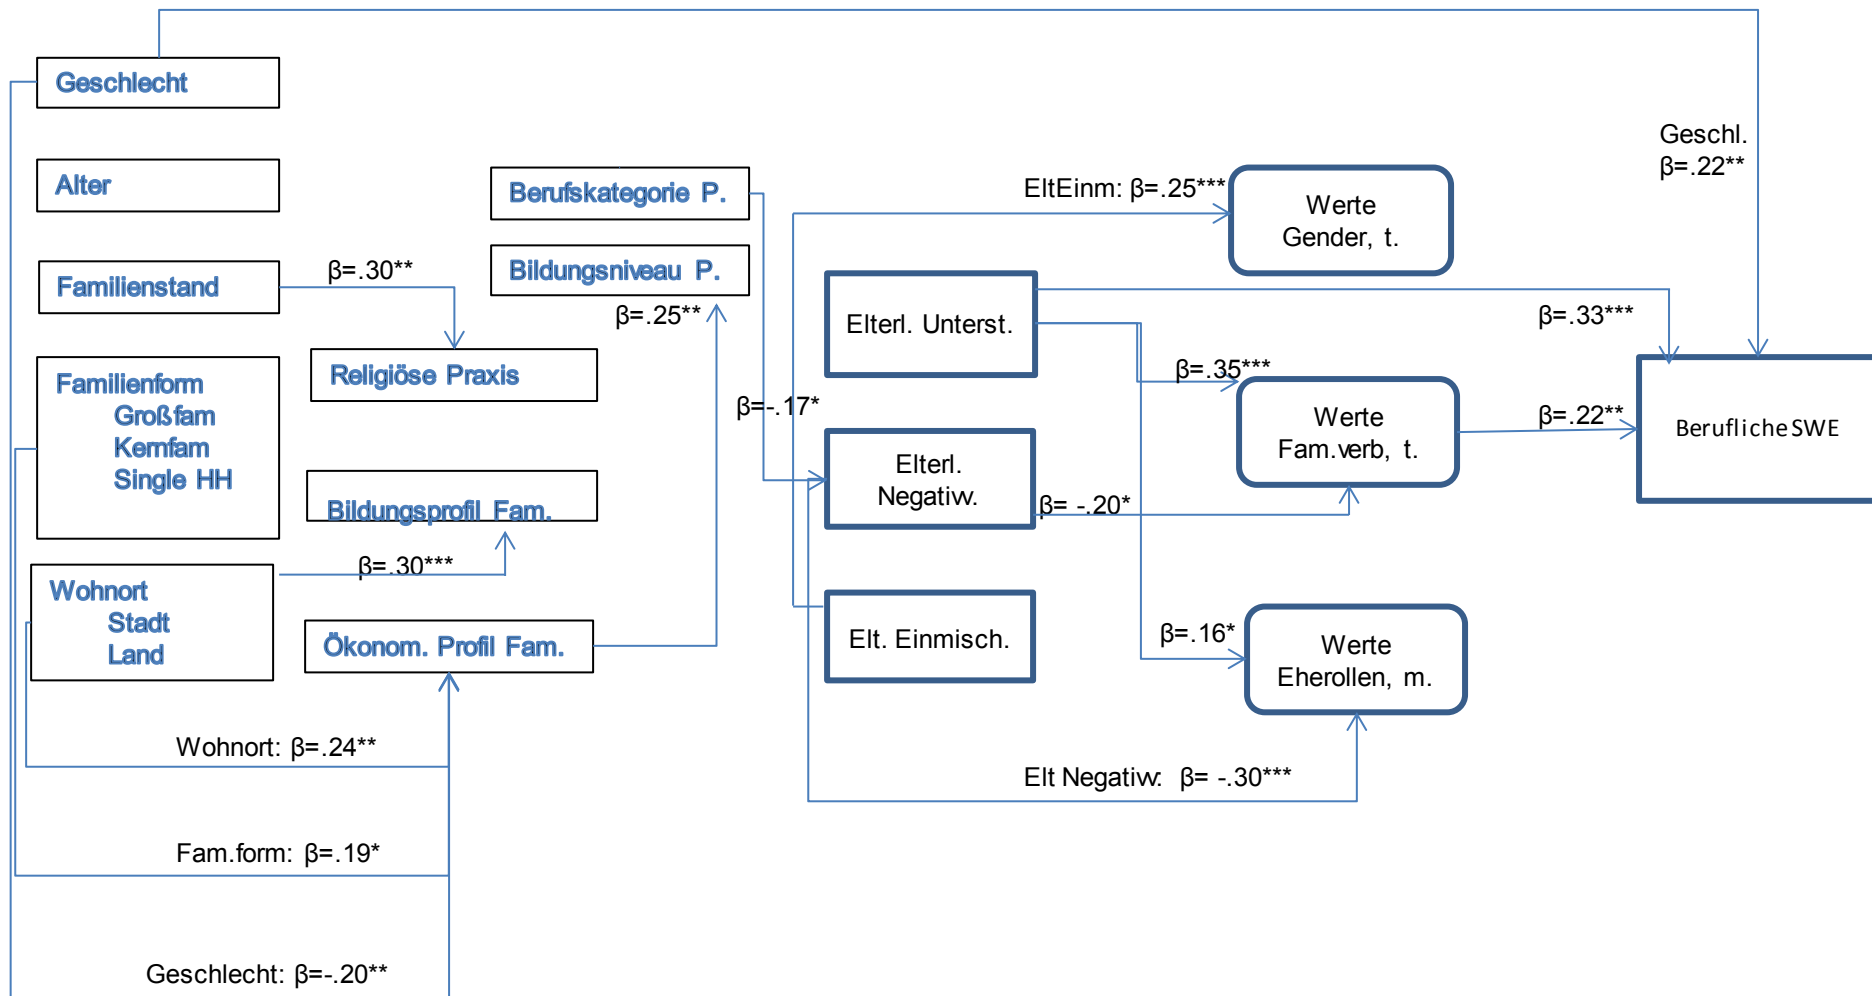 Geschlecht
Alter
Familienstand
β=.30**
Familienform
Großfam
Kernfam
Single HH
Wohnort
Stadt
Land
Religiöse Praxis
Bildungsprofil Fam.
β=.30***
Ökonom. Profil Fam.
Wohnort: β=.24**
Fam.form: β=.19*
Geschlecht: β=-.20**
Berufskategorie P.
Bildungsniveau P.
β=.25**
β=-.17*
Elterl. Unterst.
Elterl.
Negativv.
Elt. Einmisch.
EltEinm: β=.25***
β=.35***
β= -.20*
β=.16*
Elt Negativv: β= -.30***
Werte
Gender, t.
Werte
Fam.verb, t.
Werte
Eherollen, m.
Geschl.
β=.22**
β=.33***
β=.22**
Berufliche SWE